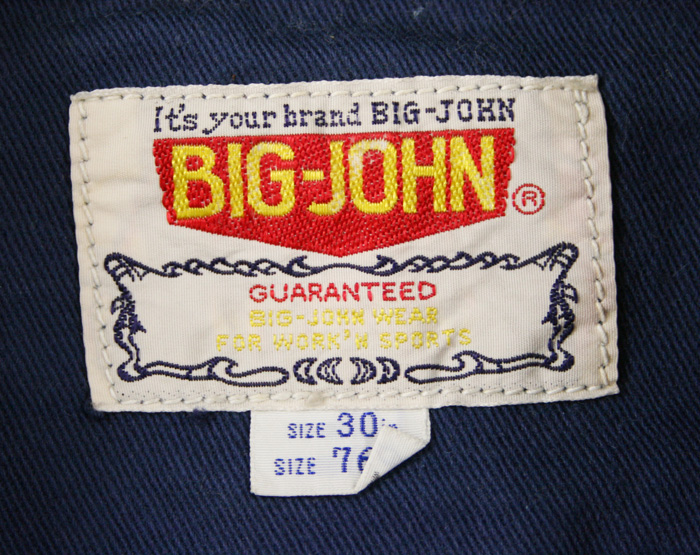 It's your brand BIG-JOHN
BIG-JOHN ®
GUARANTEED
BIG-JOHN WEAR
FOR WORK'N SPORTS
SIZE 30
SIZE 76